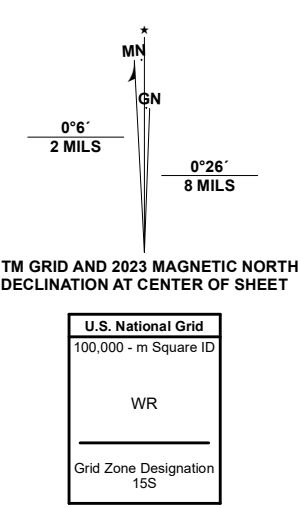 ★
MN
GN
0°6´
2 MILS
0°26´
8 MILS
TM GRID AND 2023 MAGNETIC NORTH
DECLINATION AT CENTER OF SHEET
U.S. National Grid
100,000 - m Square ID
WR
Grid Zone Designation
15S